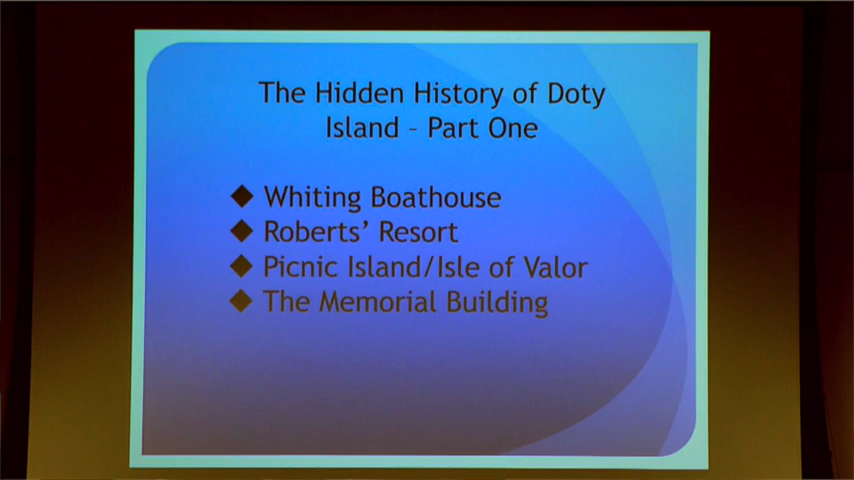 The Hidden History of Doty
Island – Part One
◆ Whiting Boathouse
◆ Roberts' Resort
◆ Picnic Island/Isle of Valor
◆ The Memorial Building